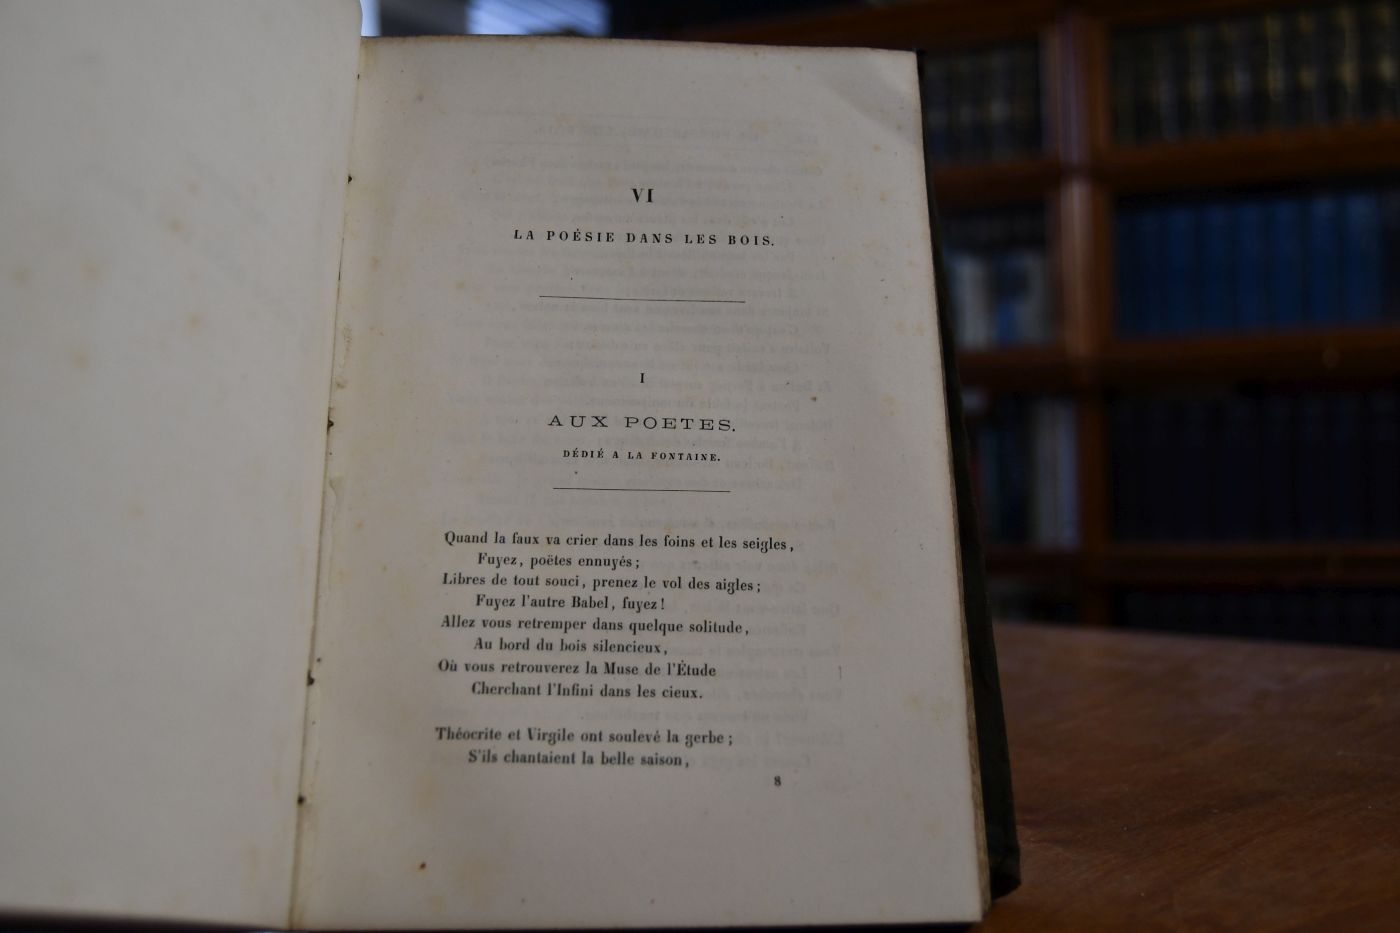 VI
LA POÉSIE DANS LES BOIS.
I
AUX POETES.
DÉDIÉ A LA FONTAINE.
Quand la faux va crier dans les foins et les seigles,
Fuyez, poëtes ennuyés;
Libres de tout souci, prenez le vol des aigles;
Fuyez l'autre Babel, fuyez!
Allez vous retremper dans quelque solitude,
Au bord du bois silencieux,
Où vous retrouverez la Muse de l'Étude
Cherchant l'Infini dans les cieux.
Théocrite et Virgile ont soulevé la gerbe;
S'ils chantaient la belle saison,
8